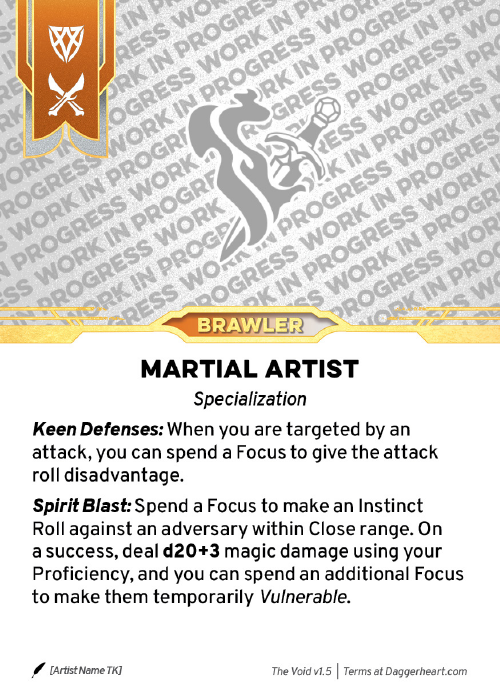 WORK IN PROGRESS
BRAWLER
MARTIAL ARTIST
Specialization
Keen Defenses: When you are targeted by an
attack, you can spend a Focus to give the attack
roll disadvantage.
Spirit Blast: Spend a Focus to make an Instinct
Roll against an adversary within Close range. On
a success, deal d20+3 magic damage using your
Proficiency, and you can spend an additional Focus
to make them temporarily Vulnerable.
[Artist Name TK]
The Void v1.5 | Terms at Daggerheart.com